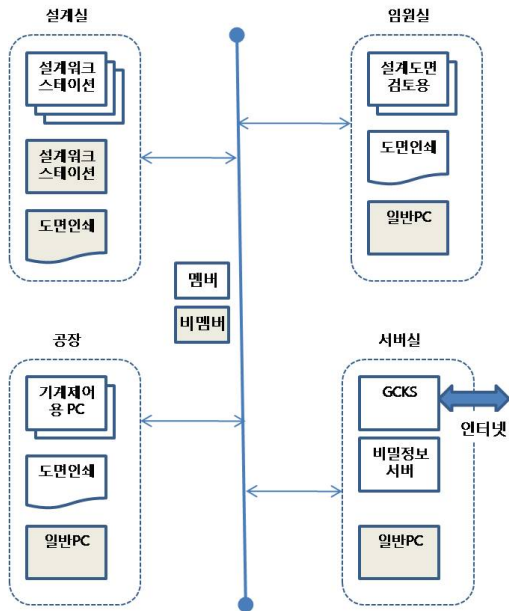 설계실
설계워크
스테이션
설계워크
스테이션
도면인쇄
임원실
설계도면
검토용
도면인쇄
일반PC
멤버
비멤버
공장
기계제어
용 PC
도면인쇄
일반PC
서버실
GCKS
인터넷
비밀정보
서버
일반PC